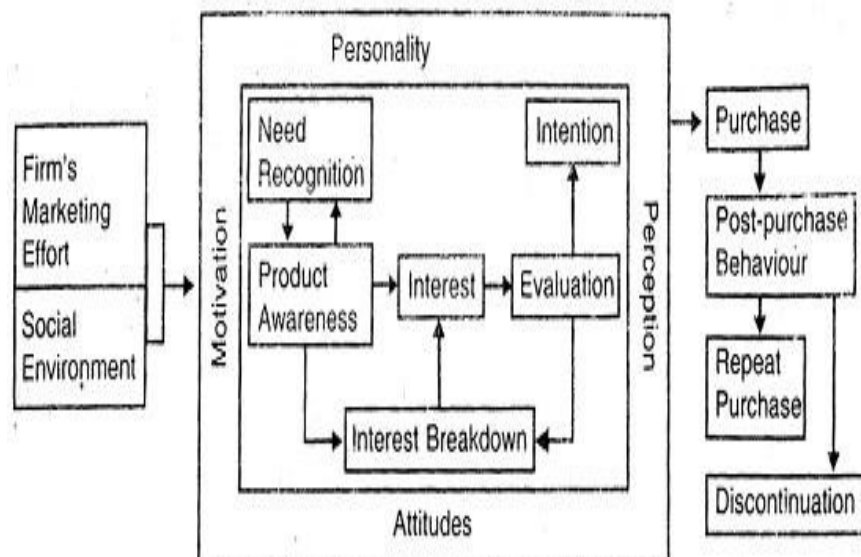 Personality
Need
Recognition
Intention
Purchase
Firm's
Marketing
Effort
Motivation
Perception
Post-purchase
Behaviour
Product
Awareness
Interest
Evaluation
Social
Environment
Repeat
Purchase
Interest Breakdown
Attitudes
Discontinuation